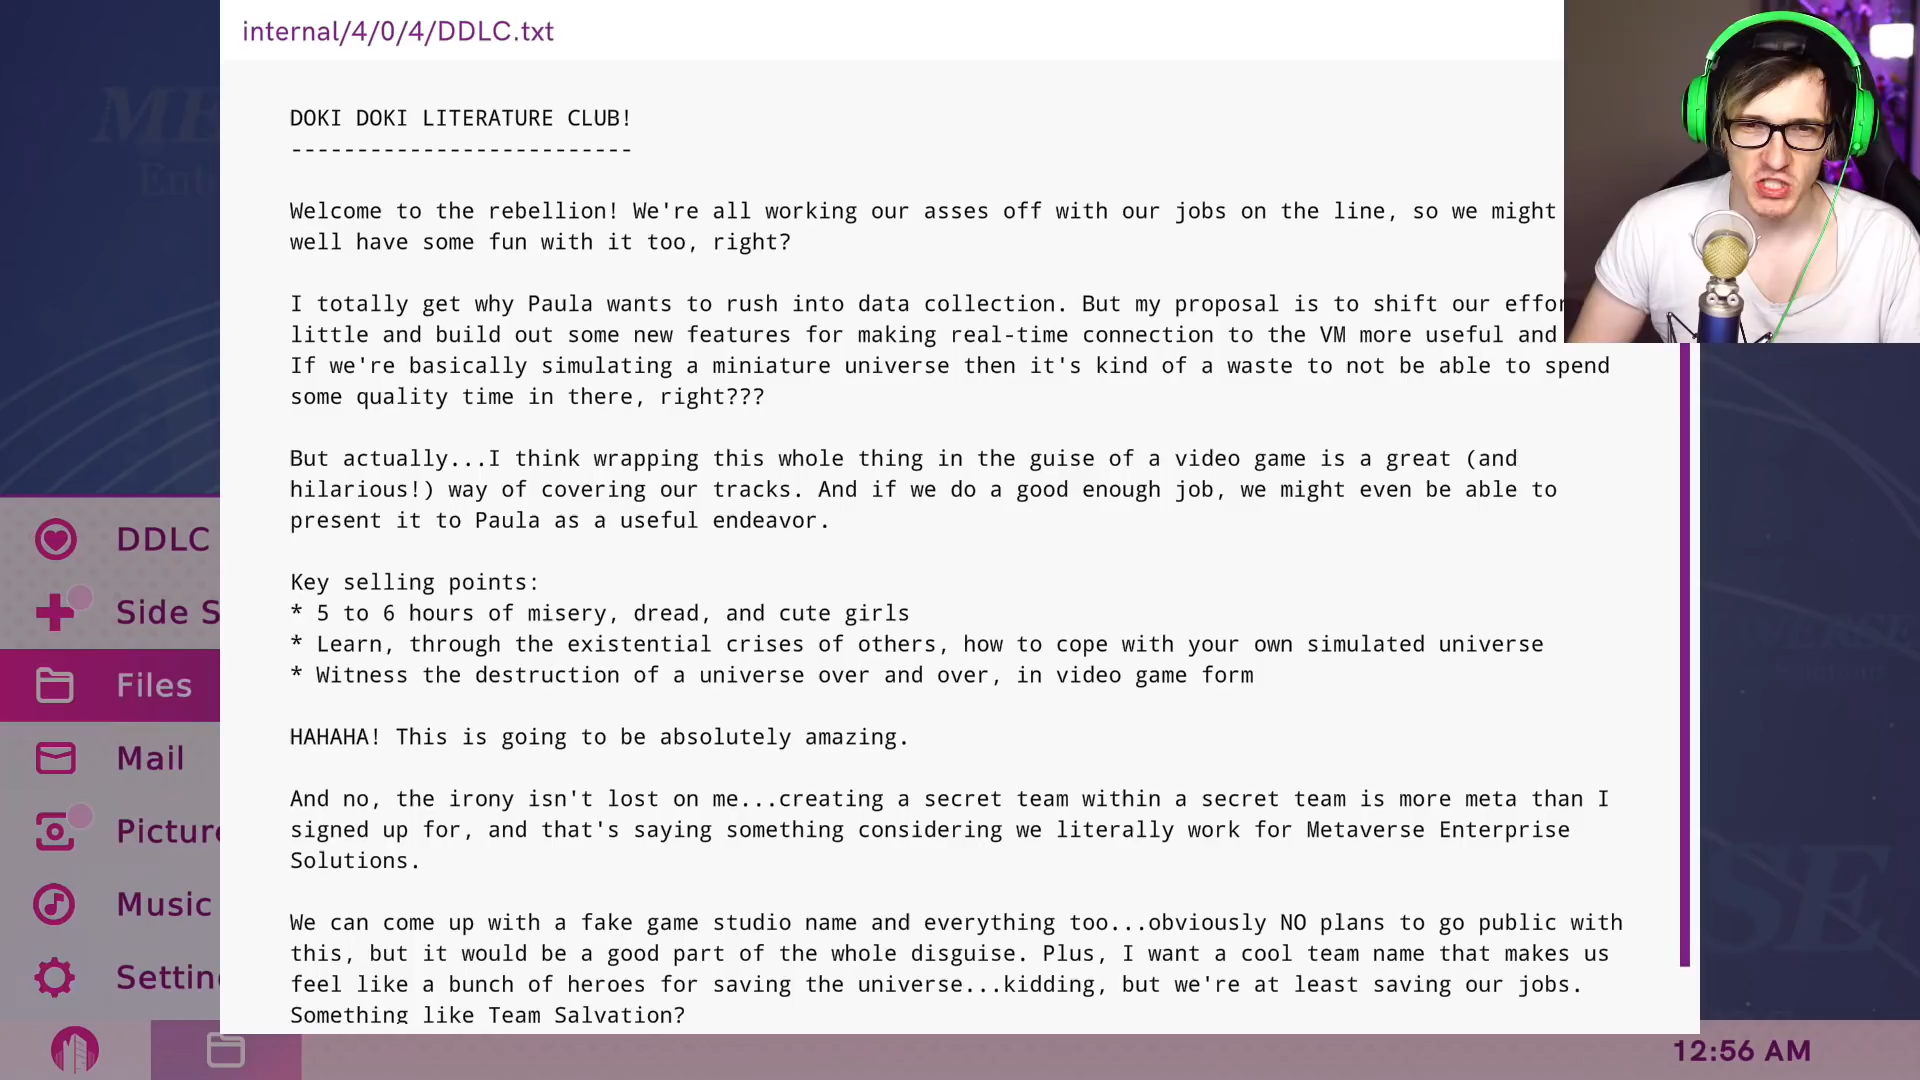 internal/4/0/4/DDLC.txt
DOKI DOKI LITERATURE CLUB!
--------------------------
Welcome to the rebellion! We're all working our asses off with our jobs on the line, so we might
well have some fun with it too, right?
I totally get why Paula wants to rush into data collection. But my proposal is to shift our effor
little and build out some new features for making real-time connection to the VM more useful and
If we're basically simulating a miniature universe then it's kind of a waste to not be able to spend
some quality time in there, right???
But actually...I think wrapping this whole thing in the guise of a video game is a great (and
hilarious!) way of covering our tracks. And if we do a good enough job, we might even be able to
present it to Paula as a useful endeavor.
Key selling points:
* 5 to 6 hours of misery, dread, and cute girls
* Learn, through the existential crises of others, how to cope with your own simulated universe
* Witness the destruction of a universe over and over, in video game form
HAHAHA! This is going to be absolutely amazing.
And no, the irony isn't lost on me...creating a secret team within a secret team is more meta than I
signed up for, and that's saying something considering we literally work for Metaverse Enterprise
Solutions.
We can come up with a fake game studio name and everything too...obviously NO plans to go public with
this, but it would be a good part of the whole disguise. Plus, I want a cool team name that makes us
feel like a bunch of heroes for saving the universe...kidding, but we're at least saving our jobs.
Something like Team Salvation?
DDLC
Side S
Files
Mail
Picture
Music
Settin
12:56 AM